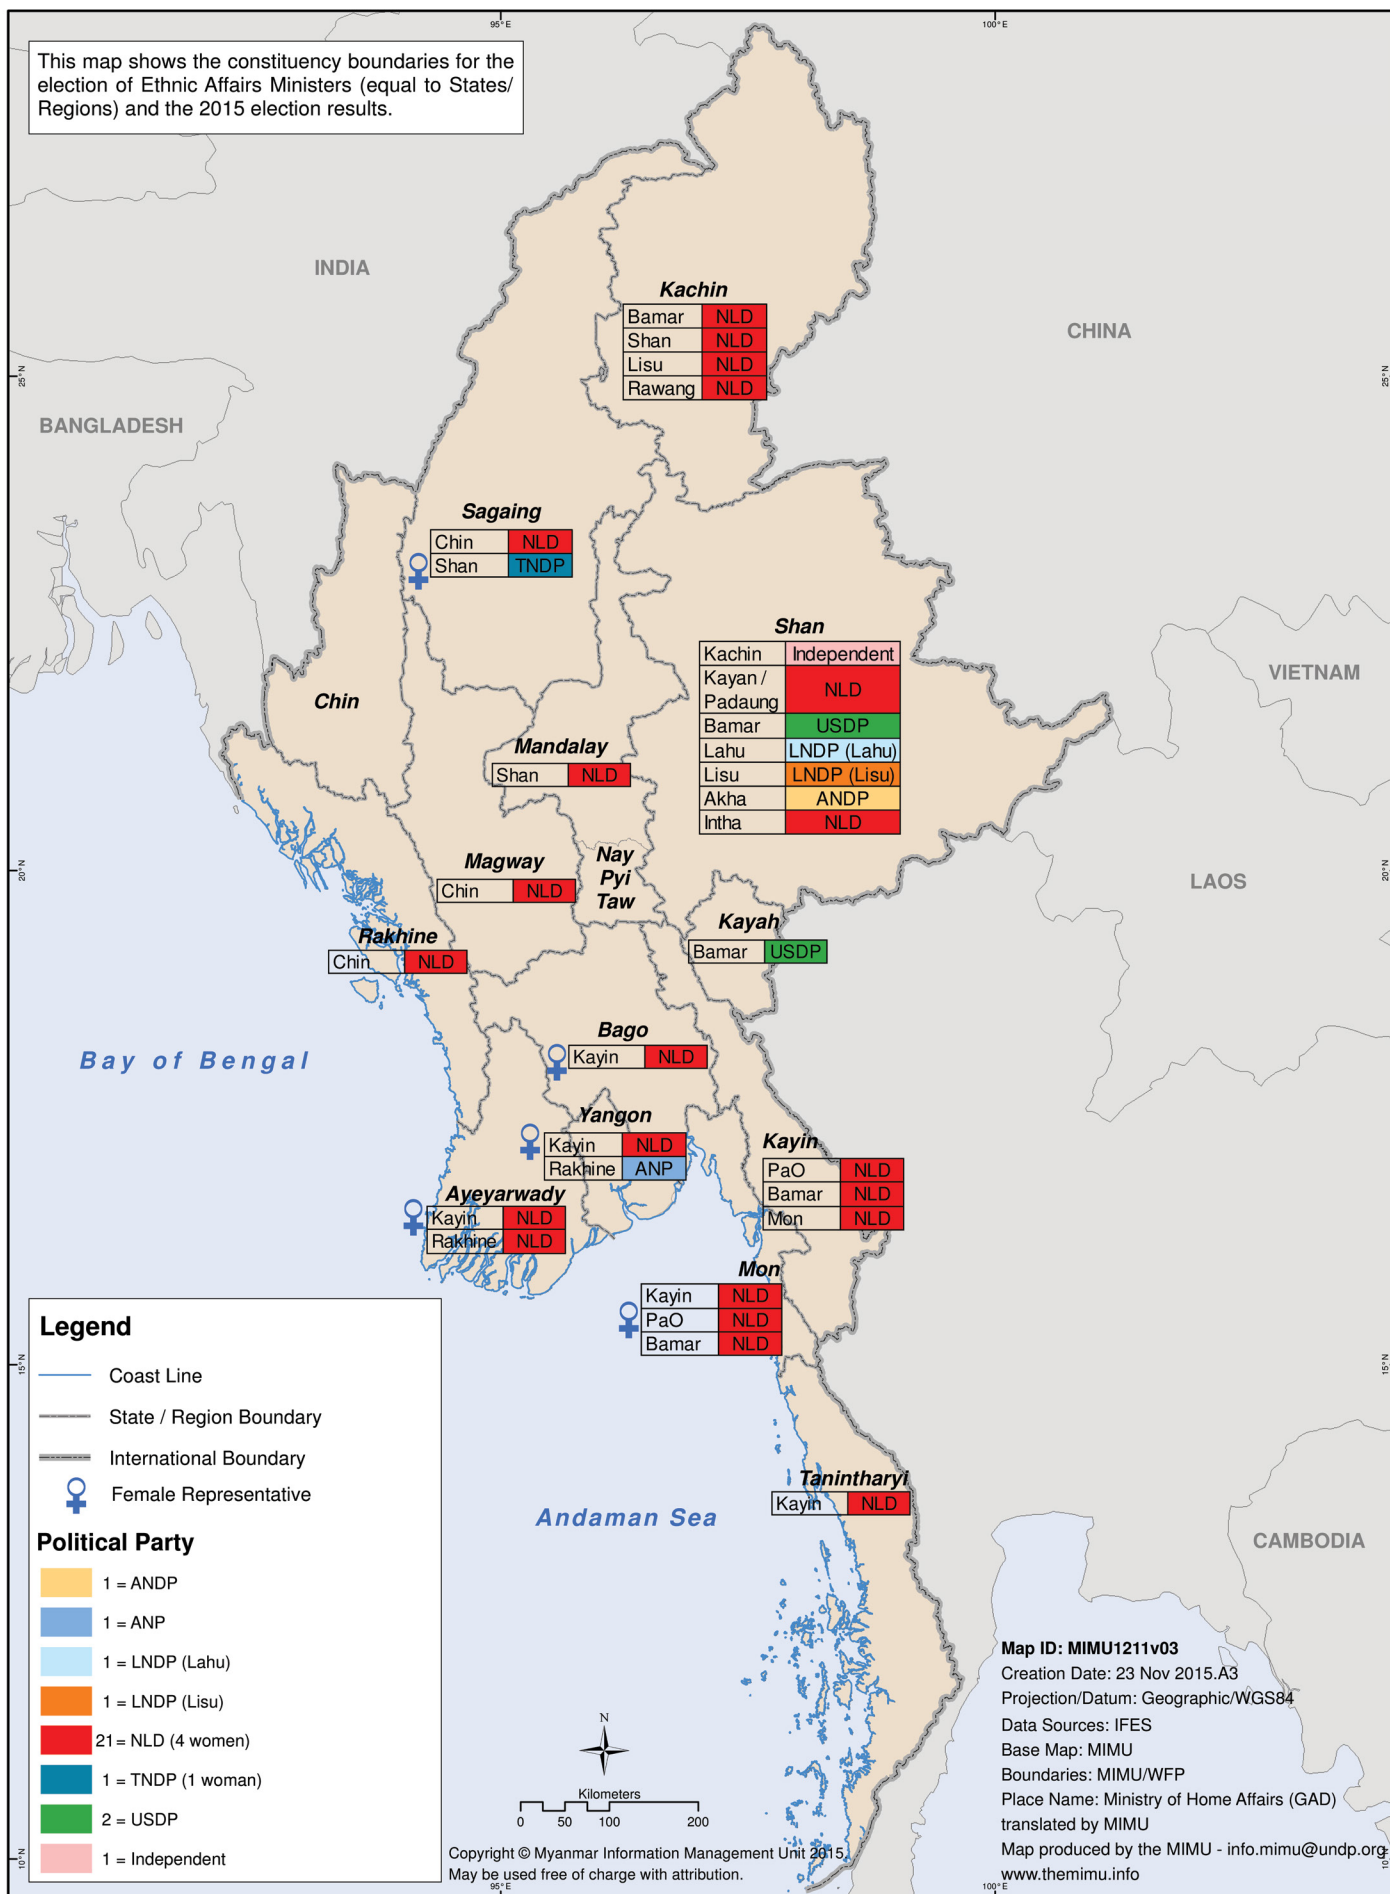 95°E
100°E
This map shows the constituency boundaries for the
election of Ethnic Affairs Ministers (equal to States/
Regions) and the 2015 election results.
INDIA
CHINA
Kachin
Bamar NLD
Shan NLD
Lisu NLD
Rawang NLD
25°N
25°N
BANGLADESH
Sagaing
Chin NLD
Shan TNDP
Shan
Kachin Independent
Kayan /
Padaung NLD
Bamar USDP
Lahu LNDP (Lahu)
Lisu LNDP (Lisu)
Akha ANDP
Intha NLD
VIETNAM
Chin
Mandalay
Shan NLD
Magway
Chin NLD
Nay
Pyi
Taw
20°N
20°N
LAOS
Kayah
Bamar USDP
Rakhine
Chin NLD
Bay of Bengal
Bago
Kayin NLD
Yangon
Kayin NLD
Rakhine ANP
Kayin
PaO NLD
Bamar NLD
Mon NLD
Ayeyarwady
Kayin NLD
Rakhine NLD
Mon
Kayin NLD
PaO NLD
Bamar NLD
15°N
15°N
Tanintharyi
Kayin NLD
Andaman Sea
CAMBODIA
Legend
Coast Line
State / Region Boundary
International Boundary
Female Representative
Political Party
1 = ANDP
1 = ANP
1 = LNDP (Lahu)
1 = LNDP (Lisu)
21= NLD (4 women)
1 = TNDP (1 woman)
2 = USDP
1 = Independent
N
Kilometers
0 50 100 200
Copyright © Myanmar Information Management Unit 2015.
May be used free of charge with attribution.
Map ID: MIMU1211v03
Creation Date: 23 Nov 2015.A3
Projection/Datum: Geographic/WGS84
Data Sources: IFES
Base Map: MIMU
Boundaries: MIMU/WFP
Place Name: Ministry of Home Affairs (GAD)
translated by MIMU
Map produced by the MIMU - info.mimu@undp.org
www.themimu.info
10°N
10°N
95°E
100°E